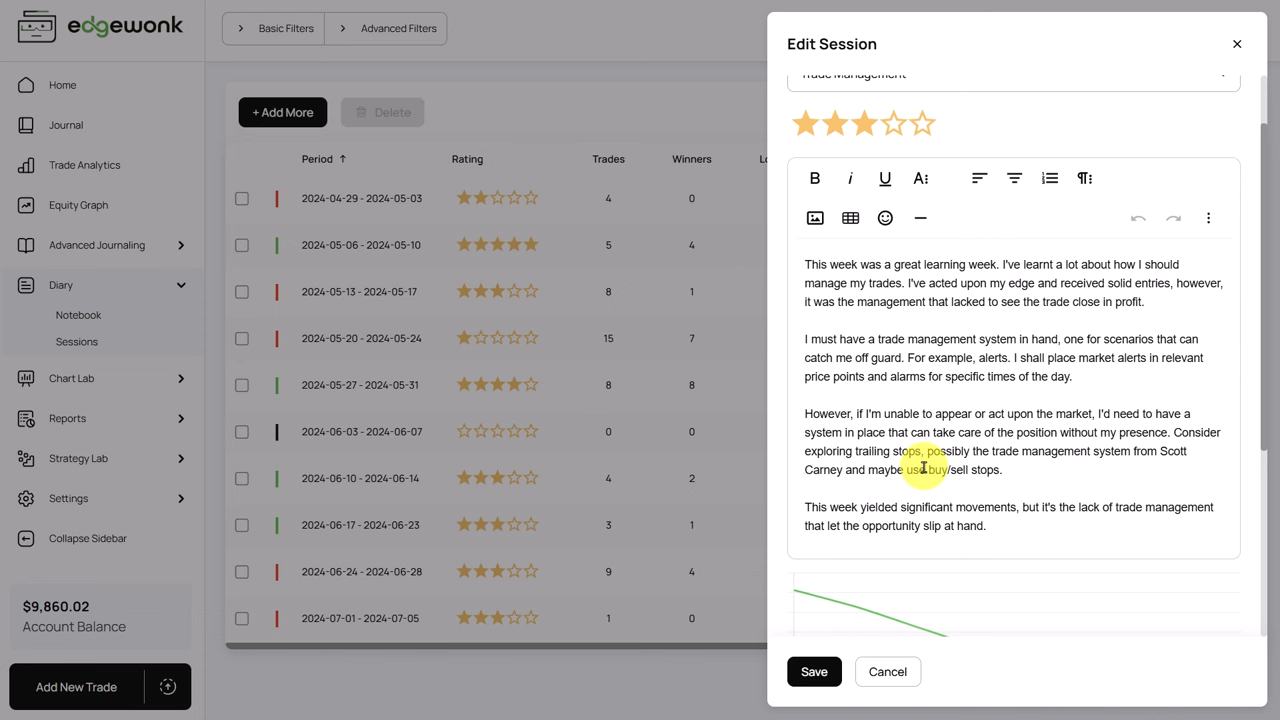 edgewonk
Basic Filters
Advanced Filters
Edit Session
Home
Journal
Trade Analytics
Equity Graph
Advanced Journaling
Diary
Notebook
Sessions
Chart Lab
Reports
Strategy Lab
Settings
Collapse Sidebar
$9,860.02
Account Balance
Add New Trade
+ Add More
Delete
Period Rating Trades Winners Lo
2024-04-29 - 2024-05-03 4 0
2024-05-06 - 2024-05-10 5 4
2024-05-13 - 2024-05-17 8 1
2024-05-20 - 2024-05-24 15 7
2024-05-27 - 2024-05-31 8 8
2024-06-03 - 2024-06-07 0 0
2024-06-10 - 2024-06-14 4 2
2024-06-17 - 2024-06-23 3 1
2024-06-24 - 2024-06-28 9 4
2024-07-01 - 2024-07-05 1 0
Trade Management
This week was a great learning week. I've learnt a lot about how I should
manage my trades. I've acted upon my edge and received solid entries, however,
it was the management that lacked to see the trade close in profit.
I must have a trade management system in hand, one for scenarios that can
catch me off guard. For example, alerts. I shall place market alerts in relevant
price points and alarms for specific times of the day.
However, if I'm unable to appear or act upon the market, I'd need to have a
system in place that can take care of the position without my presence. Consider
exploring trailing stops, possibly the trade management system from Scott
Carney and maybe use buy/sell stops.
This week yielded significant movements, but it's the lack of trade management
that let the opportunity slip at hand.
Save
Cancel